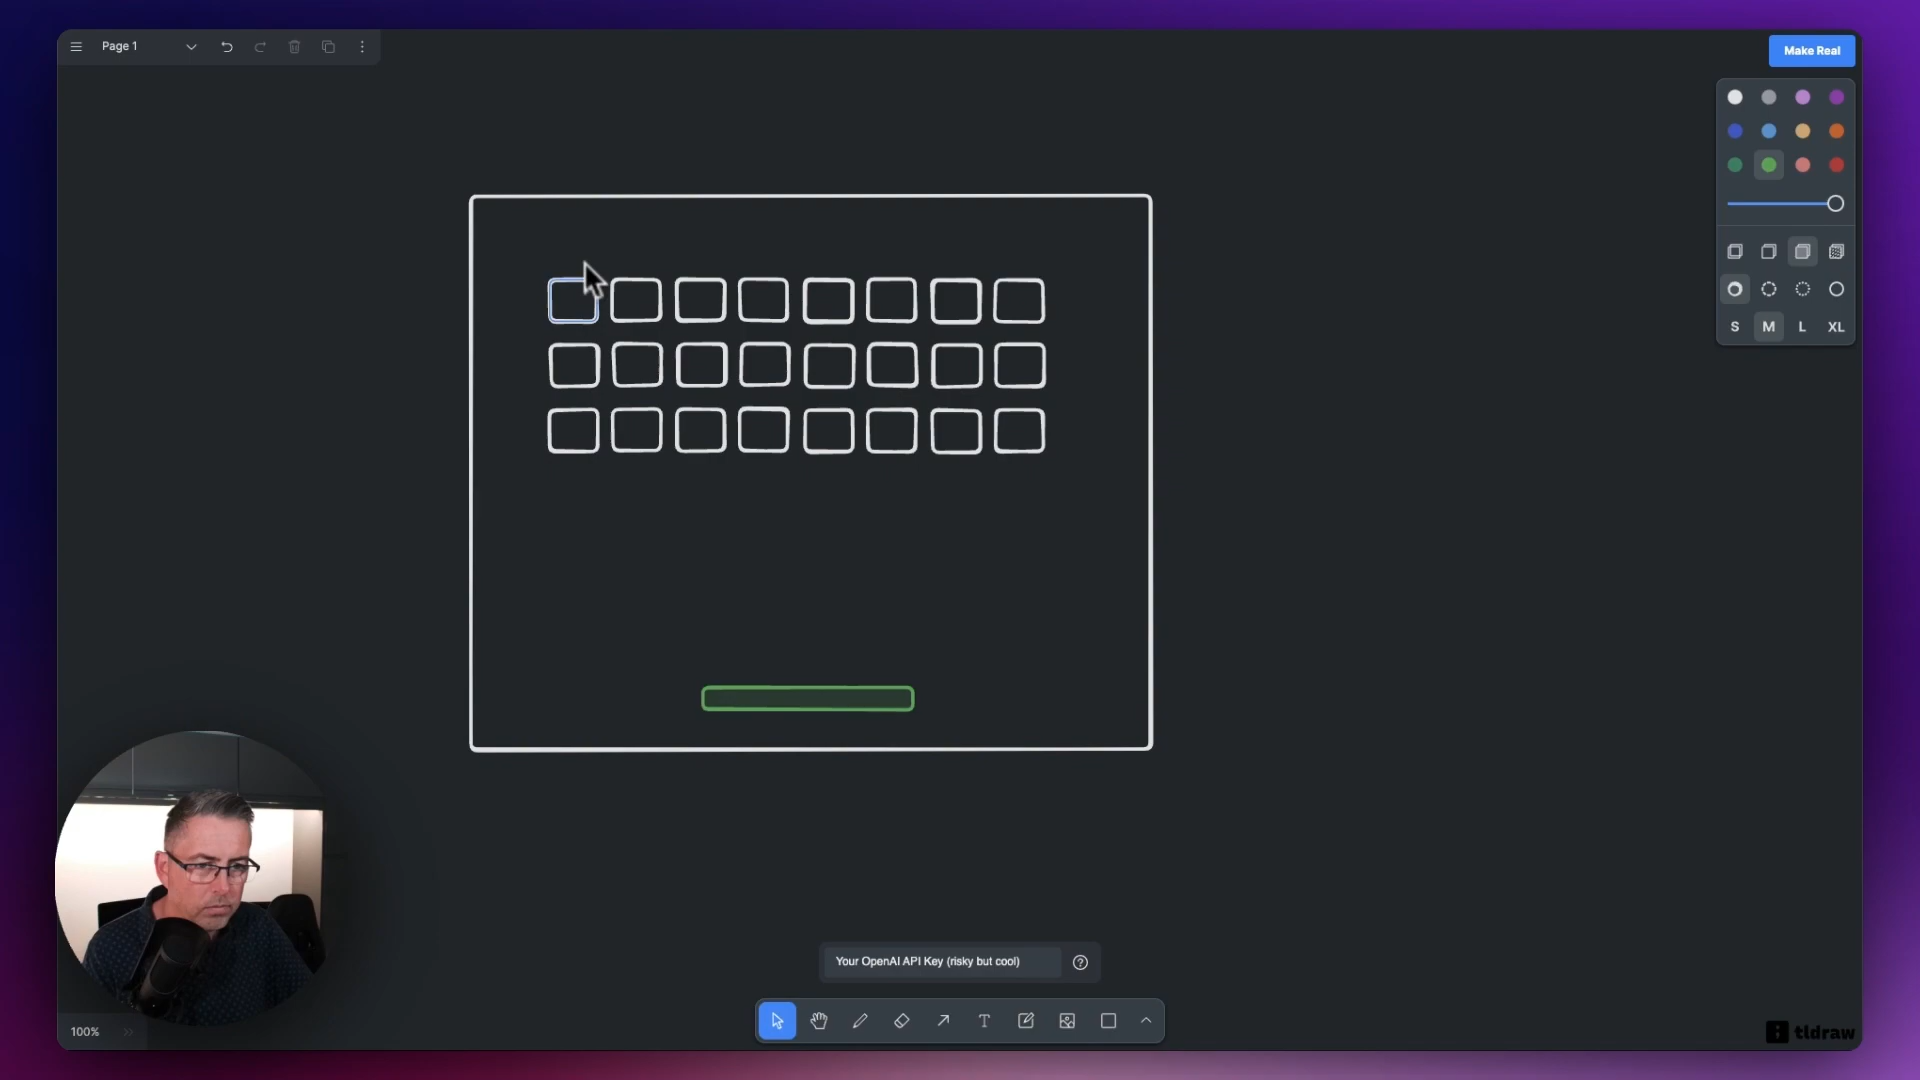 Page 1
Make Real
S M L XL
Your OpenAI API Key (risky but cool)
100%
tldraw